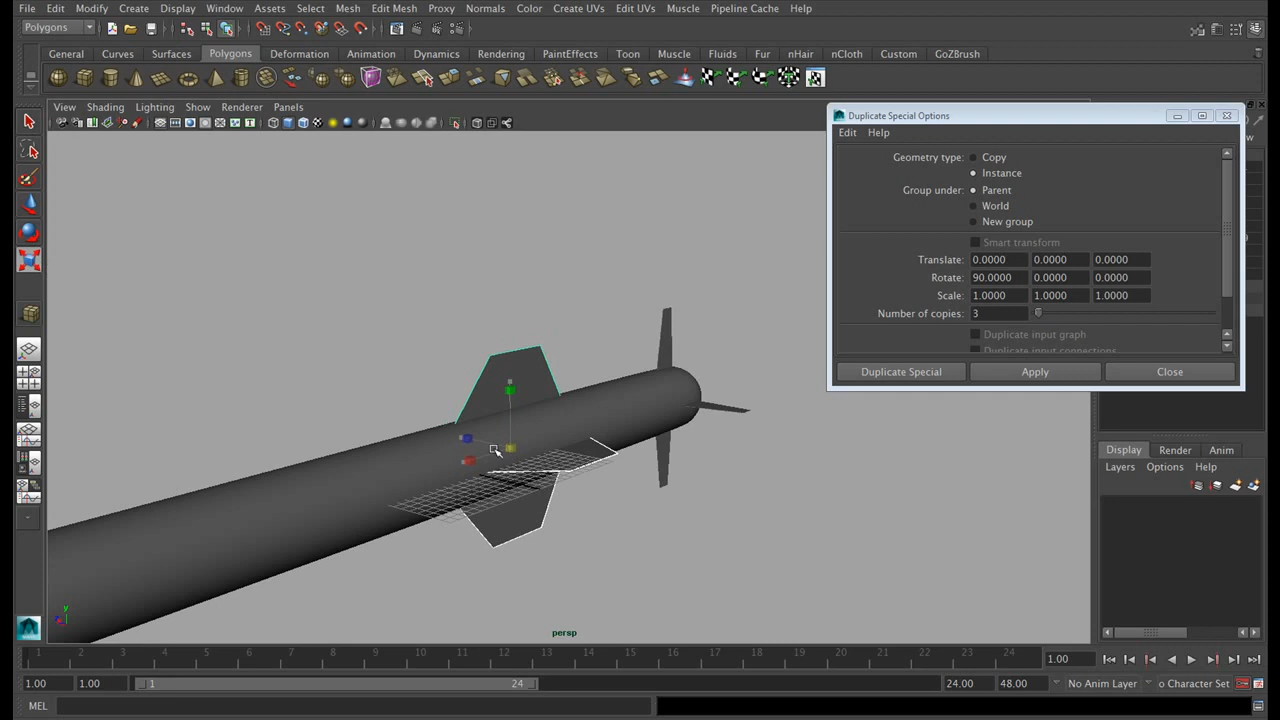 File Edit Modify Create Display Window Assets Select Mesh Edit Mesh Proxy Normals Color Create UVs Edit UVs Muscle Pipeline Cache Help
Polygons
General Curves Surfaces Polygons Deformation Animation Dynamics Rendering PaintEffects Toon Muscle Fluids Fur nHair nCloth Custom GoZBrush
View Shading Lighting Show Renderer Panels
Duplicate Special Options
Edit Help
Geometry type: Copy
Instance
Group under: Parent
World
New group
Smart transform
Translate: 0.0000 0.0000 0.0000
Rotate: 90.0000 0.0000 0.0000
Scale: 1.0000 1.0000 1.0000
Number of copies: 3
Duplicate input graph
Duplicate input connections
Duplicate Special Apply Close
Display Render Anim
Layers Options Help
y
persp
1 2 3 4 5 6 7 8 9 10 11 12 13 14 15 16 17 18 19 20 21 22 23 24 1.00
1.00 1.00 1 24 24.00 48.00 No Anim Layer o Character Set
MEL